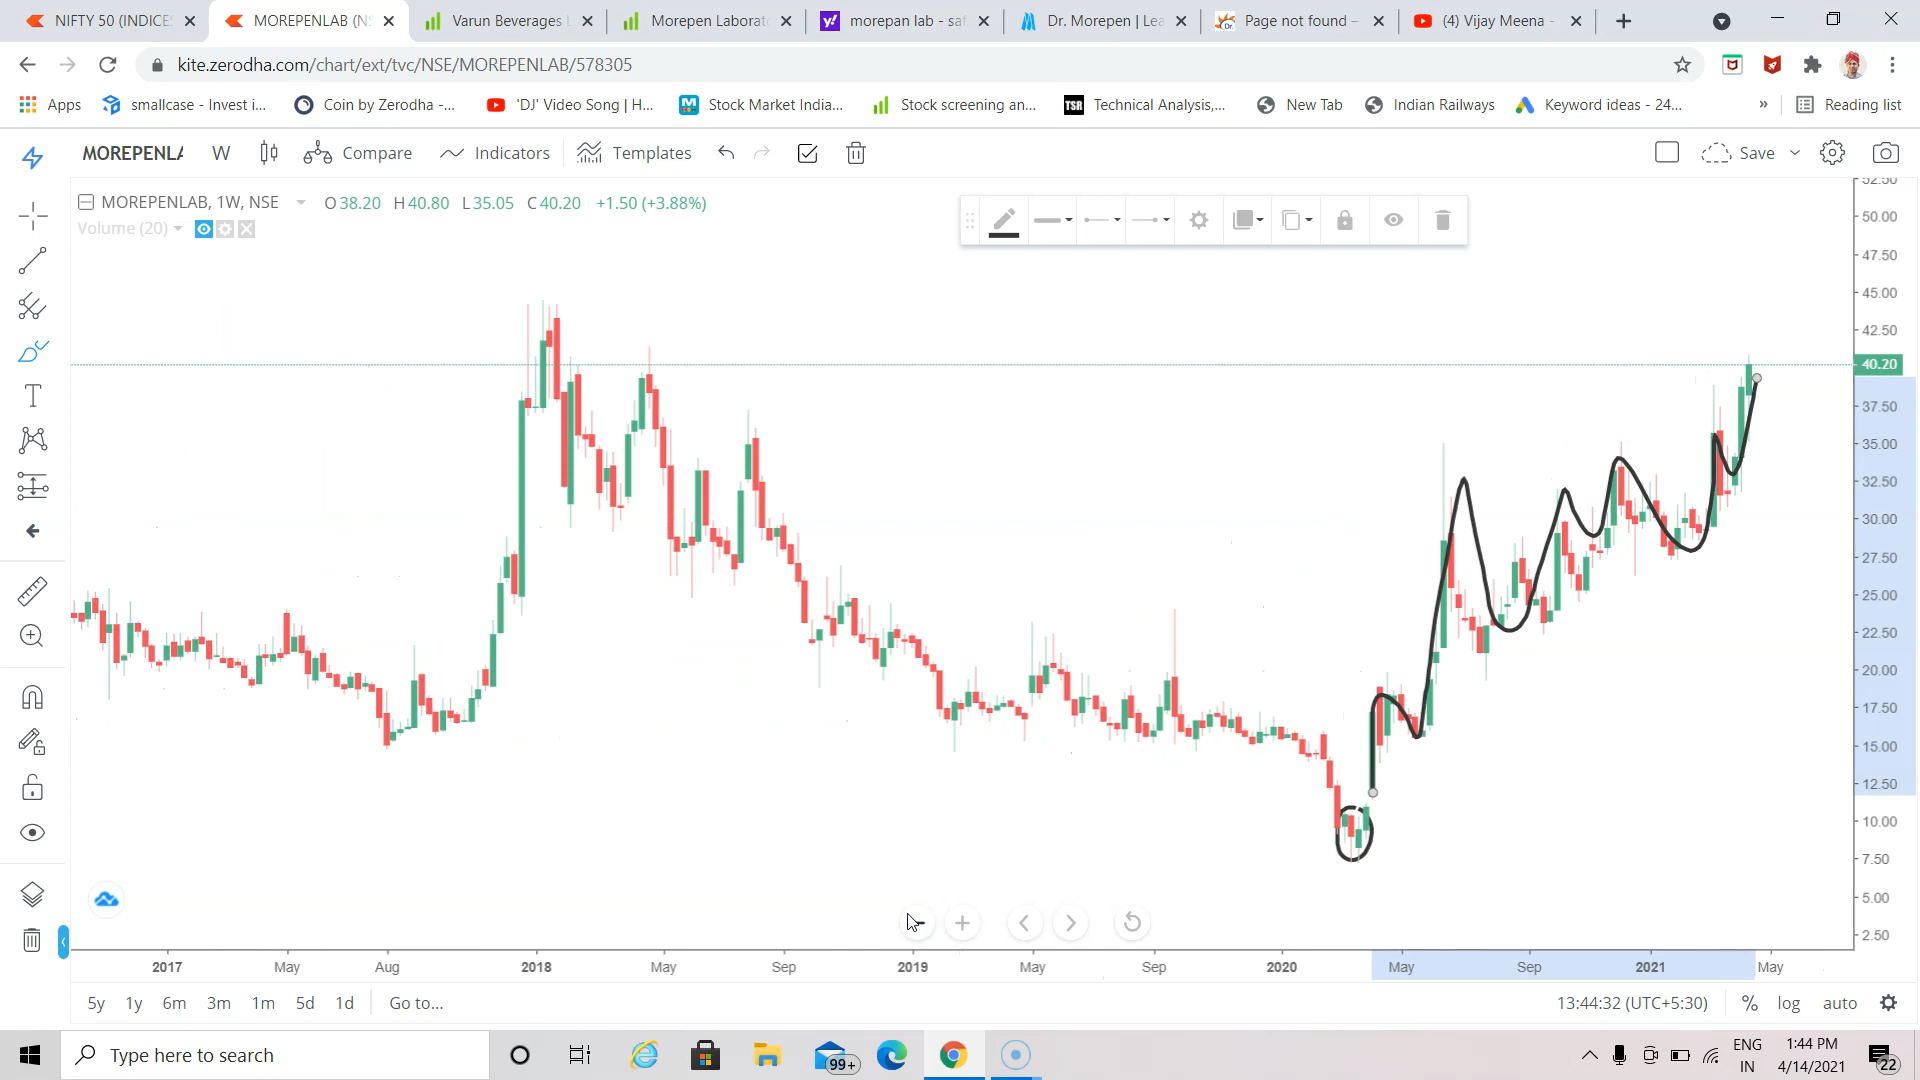 NIFTY 50 (INDICES
MOREPENLAB (NS
Varun Beverages L
Morepen Laborat
morepan lab - saf
Dr. Morepen | Lea
Page not found –
(4) Vijay Meena -
kite.zerodha.com/chart/ext/tvc/NSE/MOREPENLAB/578305
Apps
smallcase - Invest i...
Coin by Zerodha -...
'DJ' Video Song | H...
Stock Market India...
Stock screening an...
TSR
Technical Analysis,...
New Tab
Indian Railways
Keyword ideas - 24...
»
Reading list
MOREPENLA
W
Compare
Indicators
Templates
Save
MOREPENLAB, 1W, NSE
O38.20 H40.80 L35.05 C40.20 +1.50 (+3.88%)
Volume (20)
52.50
50.00
47.50
45.00
42.50
40.20
37.50
35.00
32.50
30.00
27.50
25.00
22.50
20.00
17.50
15.00
12.50
10.00
7.50
5.00
2.50
2017 May Aug 2018 May Sep 2019 May Sep 2020 May Sep 2021 May
5y 1y 6m 3m 1m 5d 1d Go to...
13:44:32 (UTC+5:30) % log auto
Type here to search
99+
ENG
IN
1:44 PM
4/14/2021
22